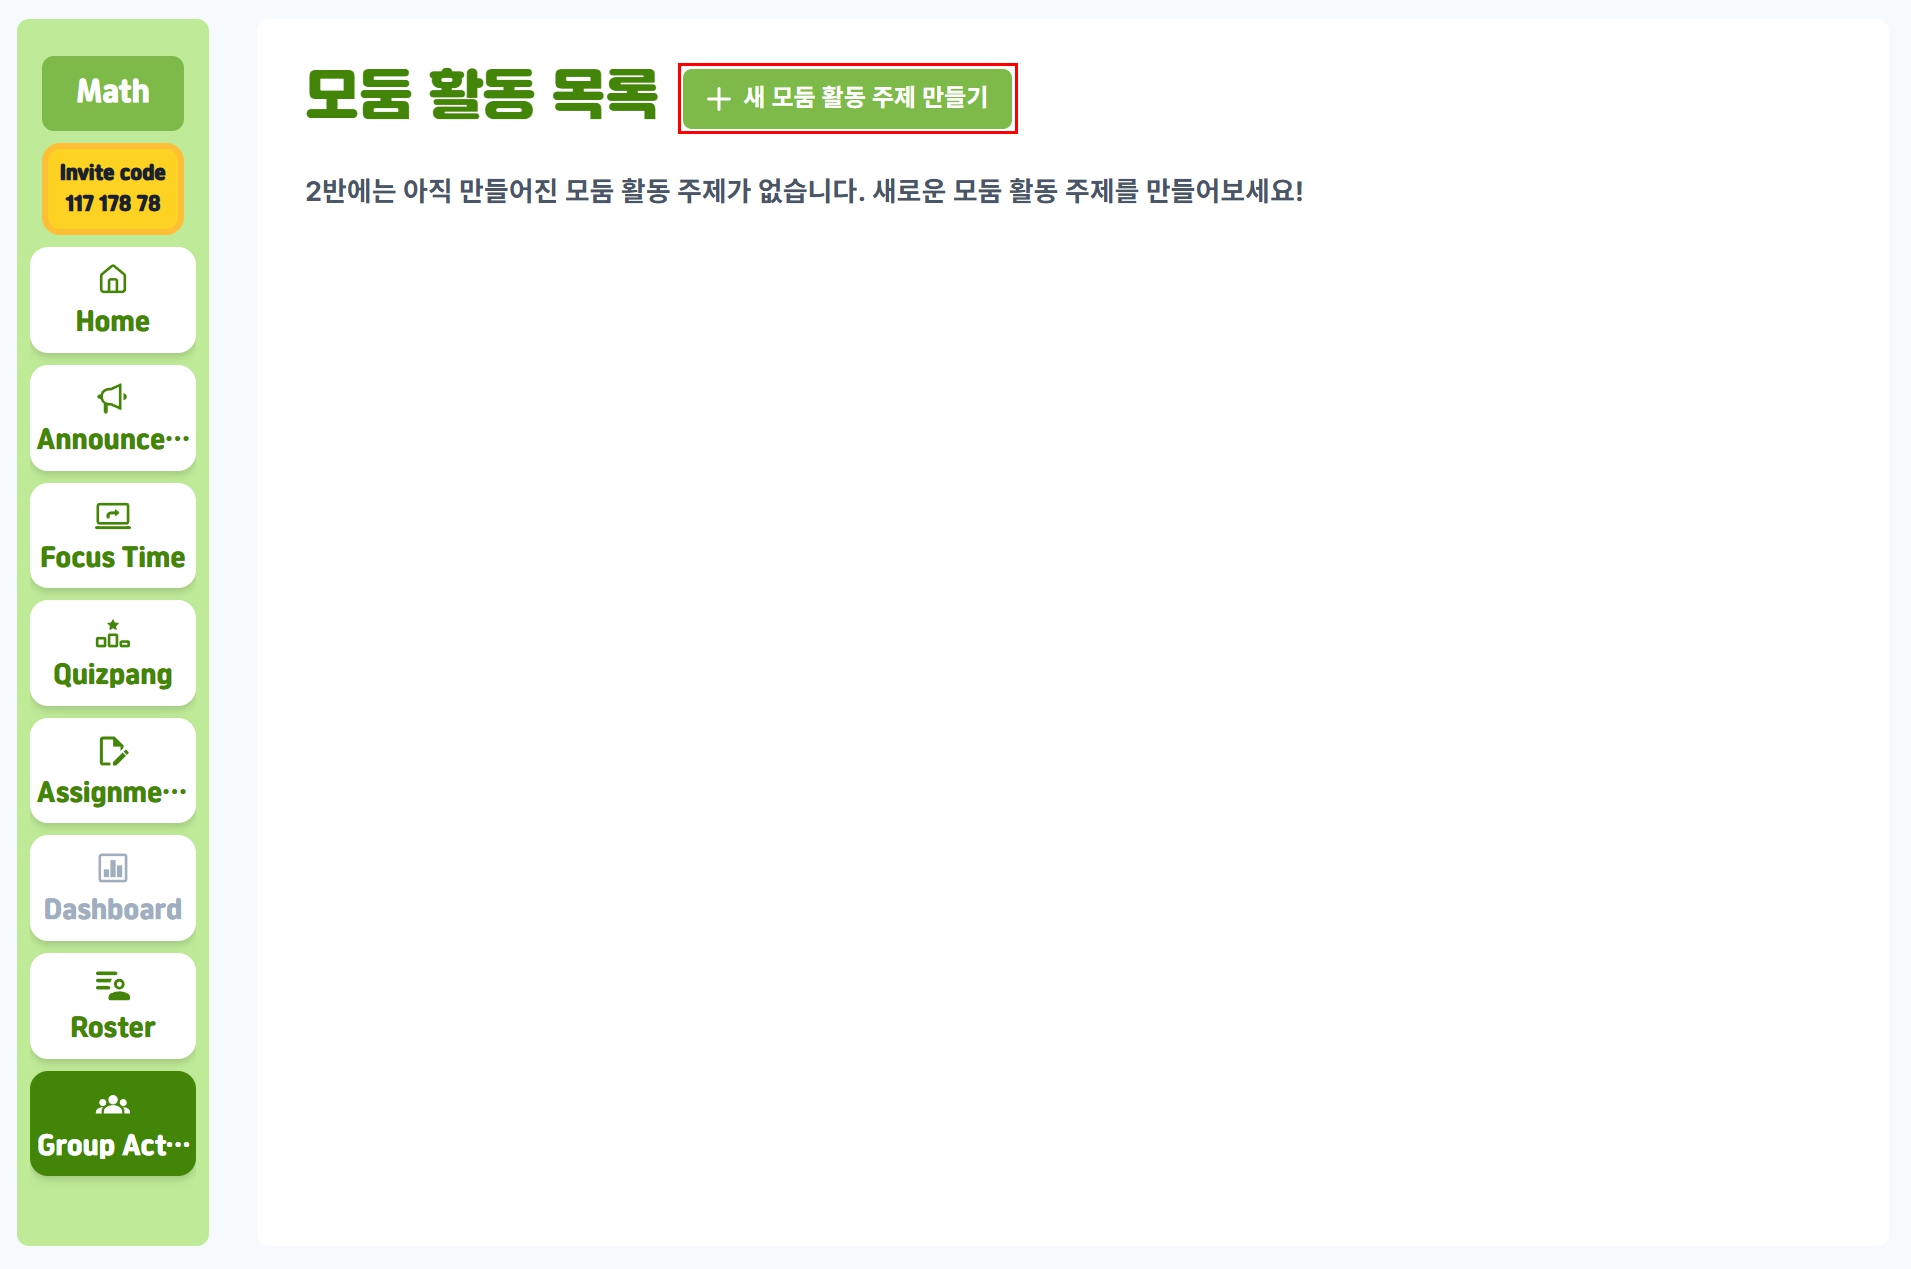 Math
Invite code
117 178 78
Home
Announce…
Focus Time
Quizpang
Assignme…
Dashboard
Roster
Group Act…
모둠 활동 목록
새 모둠 활동 주제 만들기
2반에는 아직 만들어진 모둠 활동 주제가 없습니다. 새로운 모둠 활동 주제를 만들어보세요!